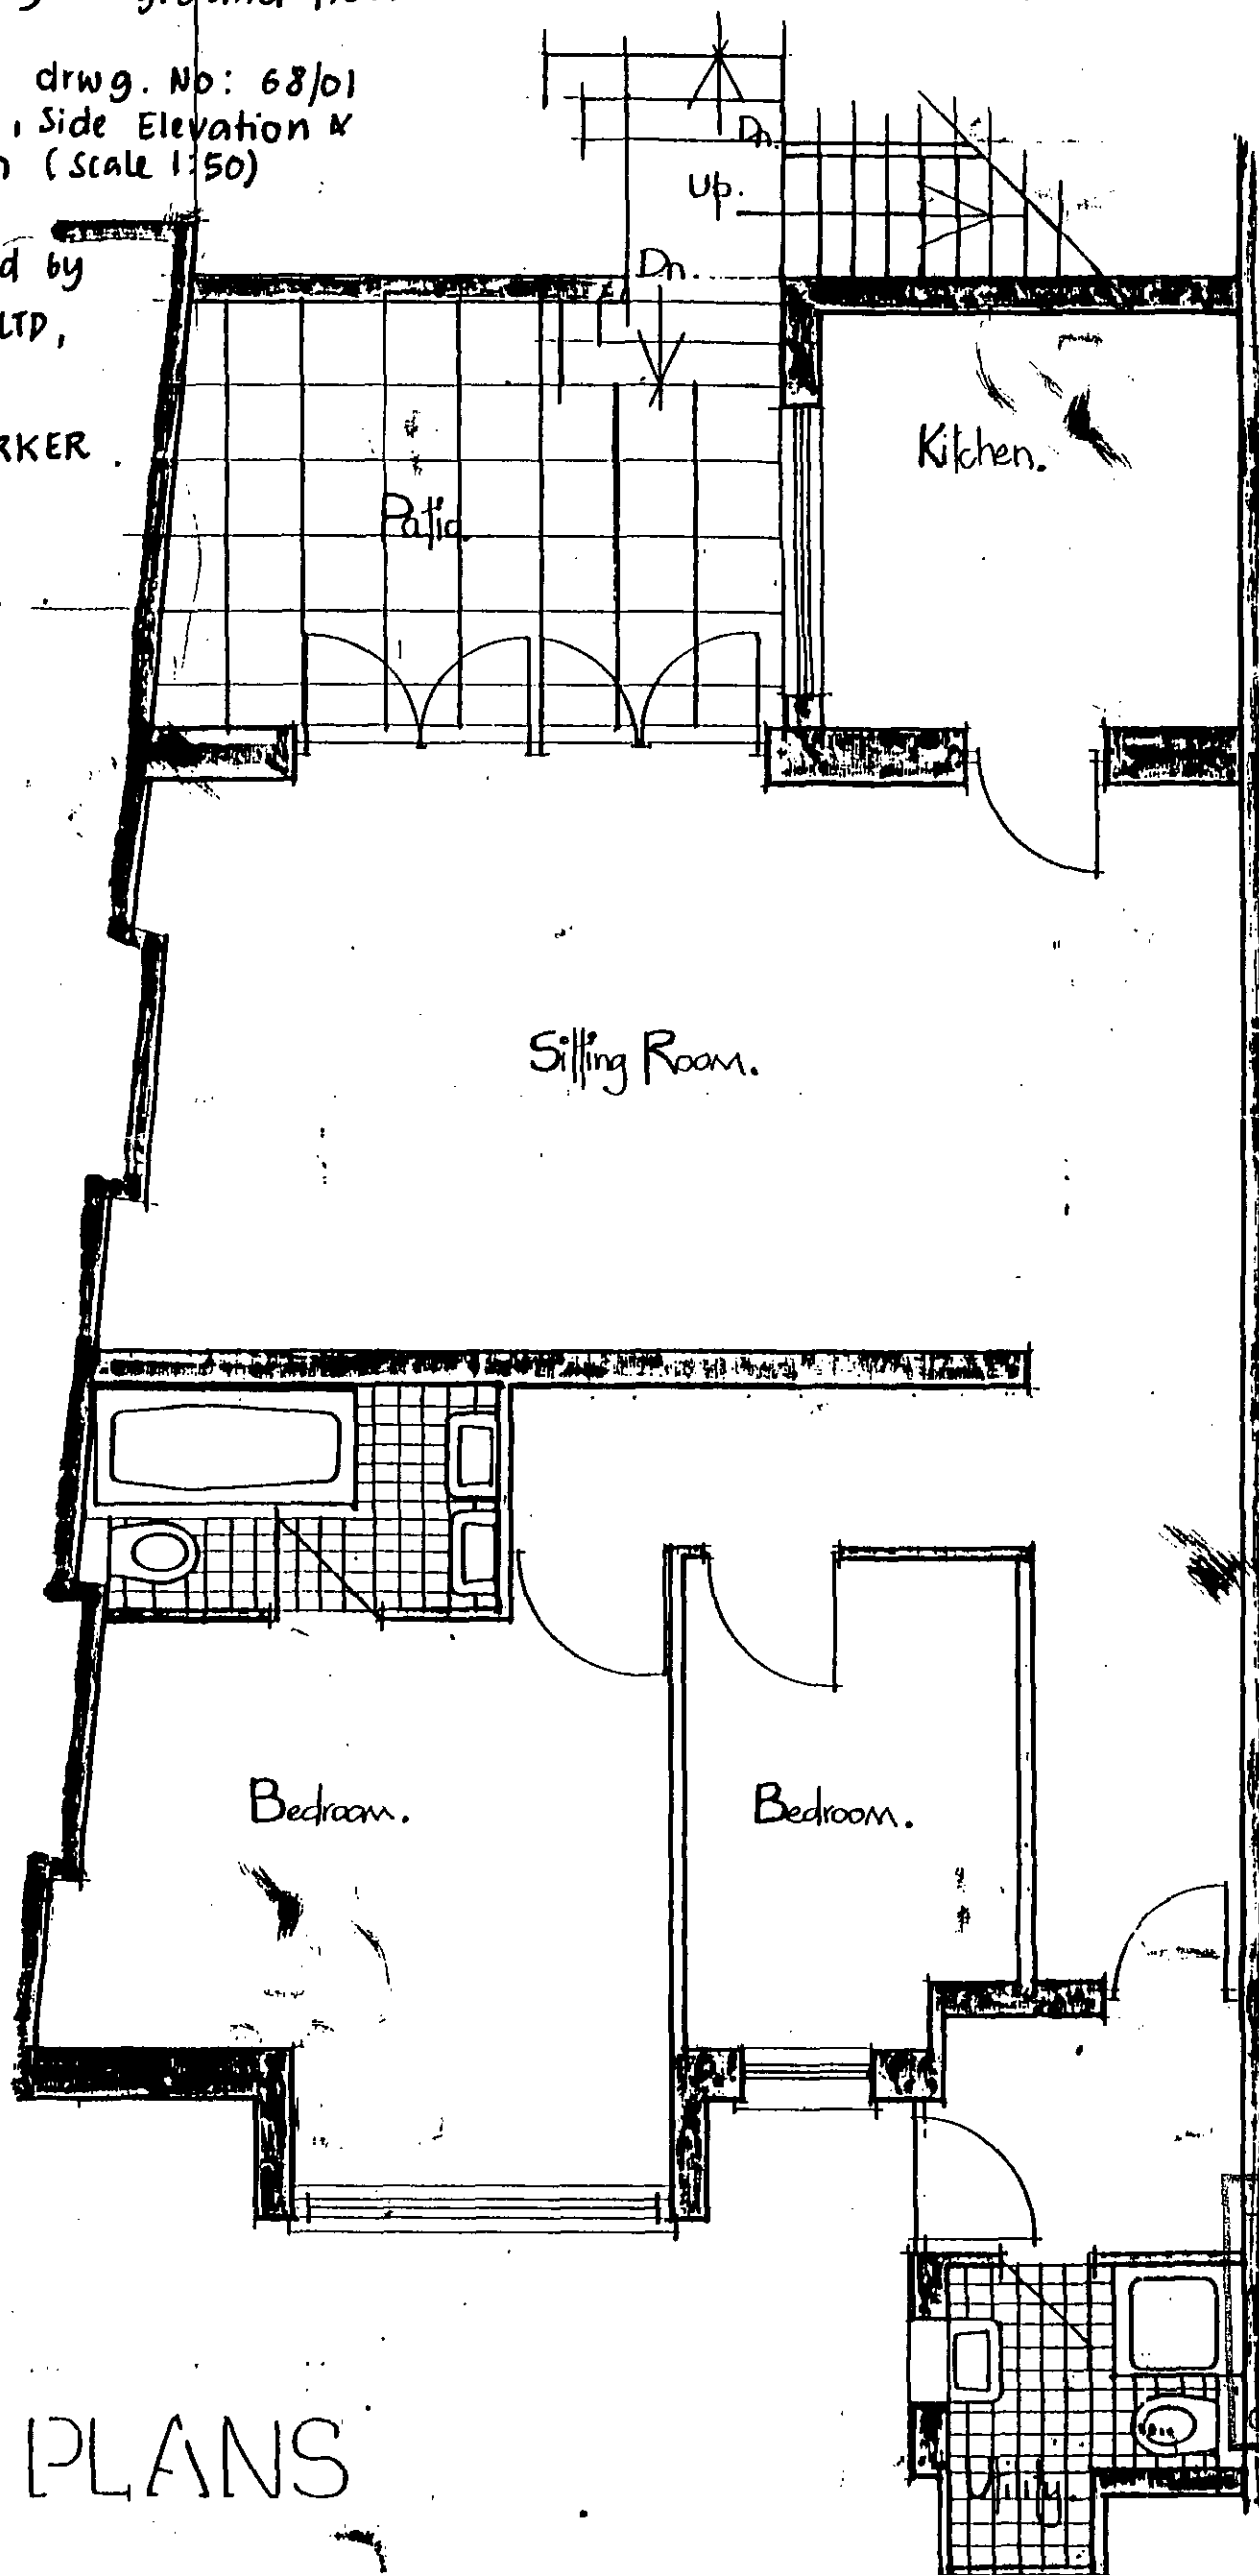 ground
drwg. No: 68/01
, Side Elevation &
(Scale 1:50)
d by
LTD,
RKER.
Dn.
Up.
Dn.
Kitchen.
Patio.
Sitting Room.
Bedroom.
Bedroom.
Utility.
PLANS